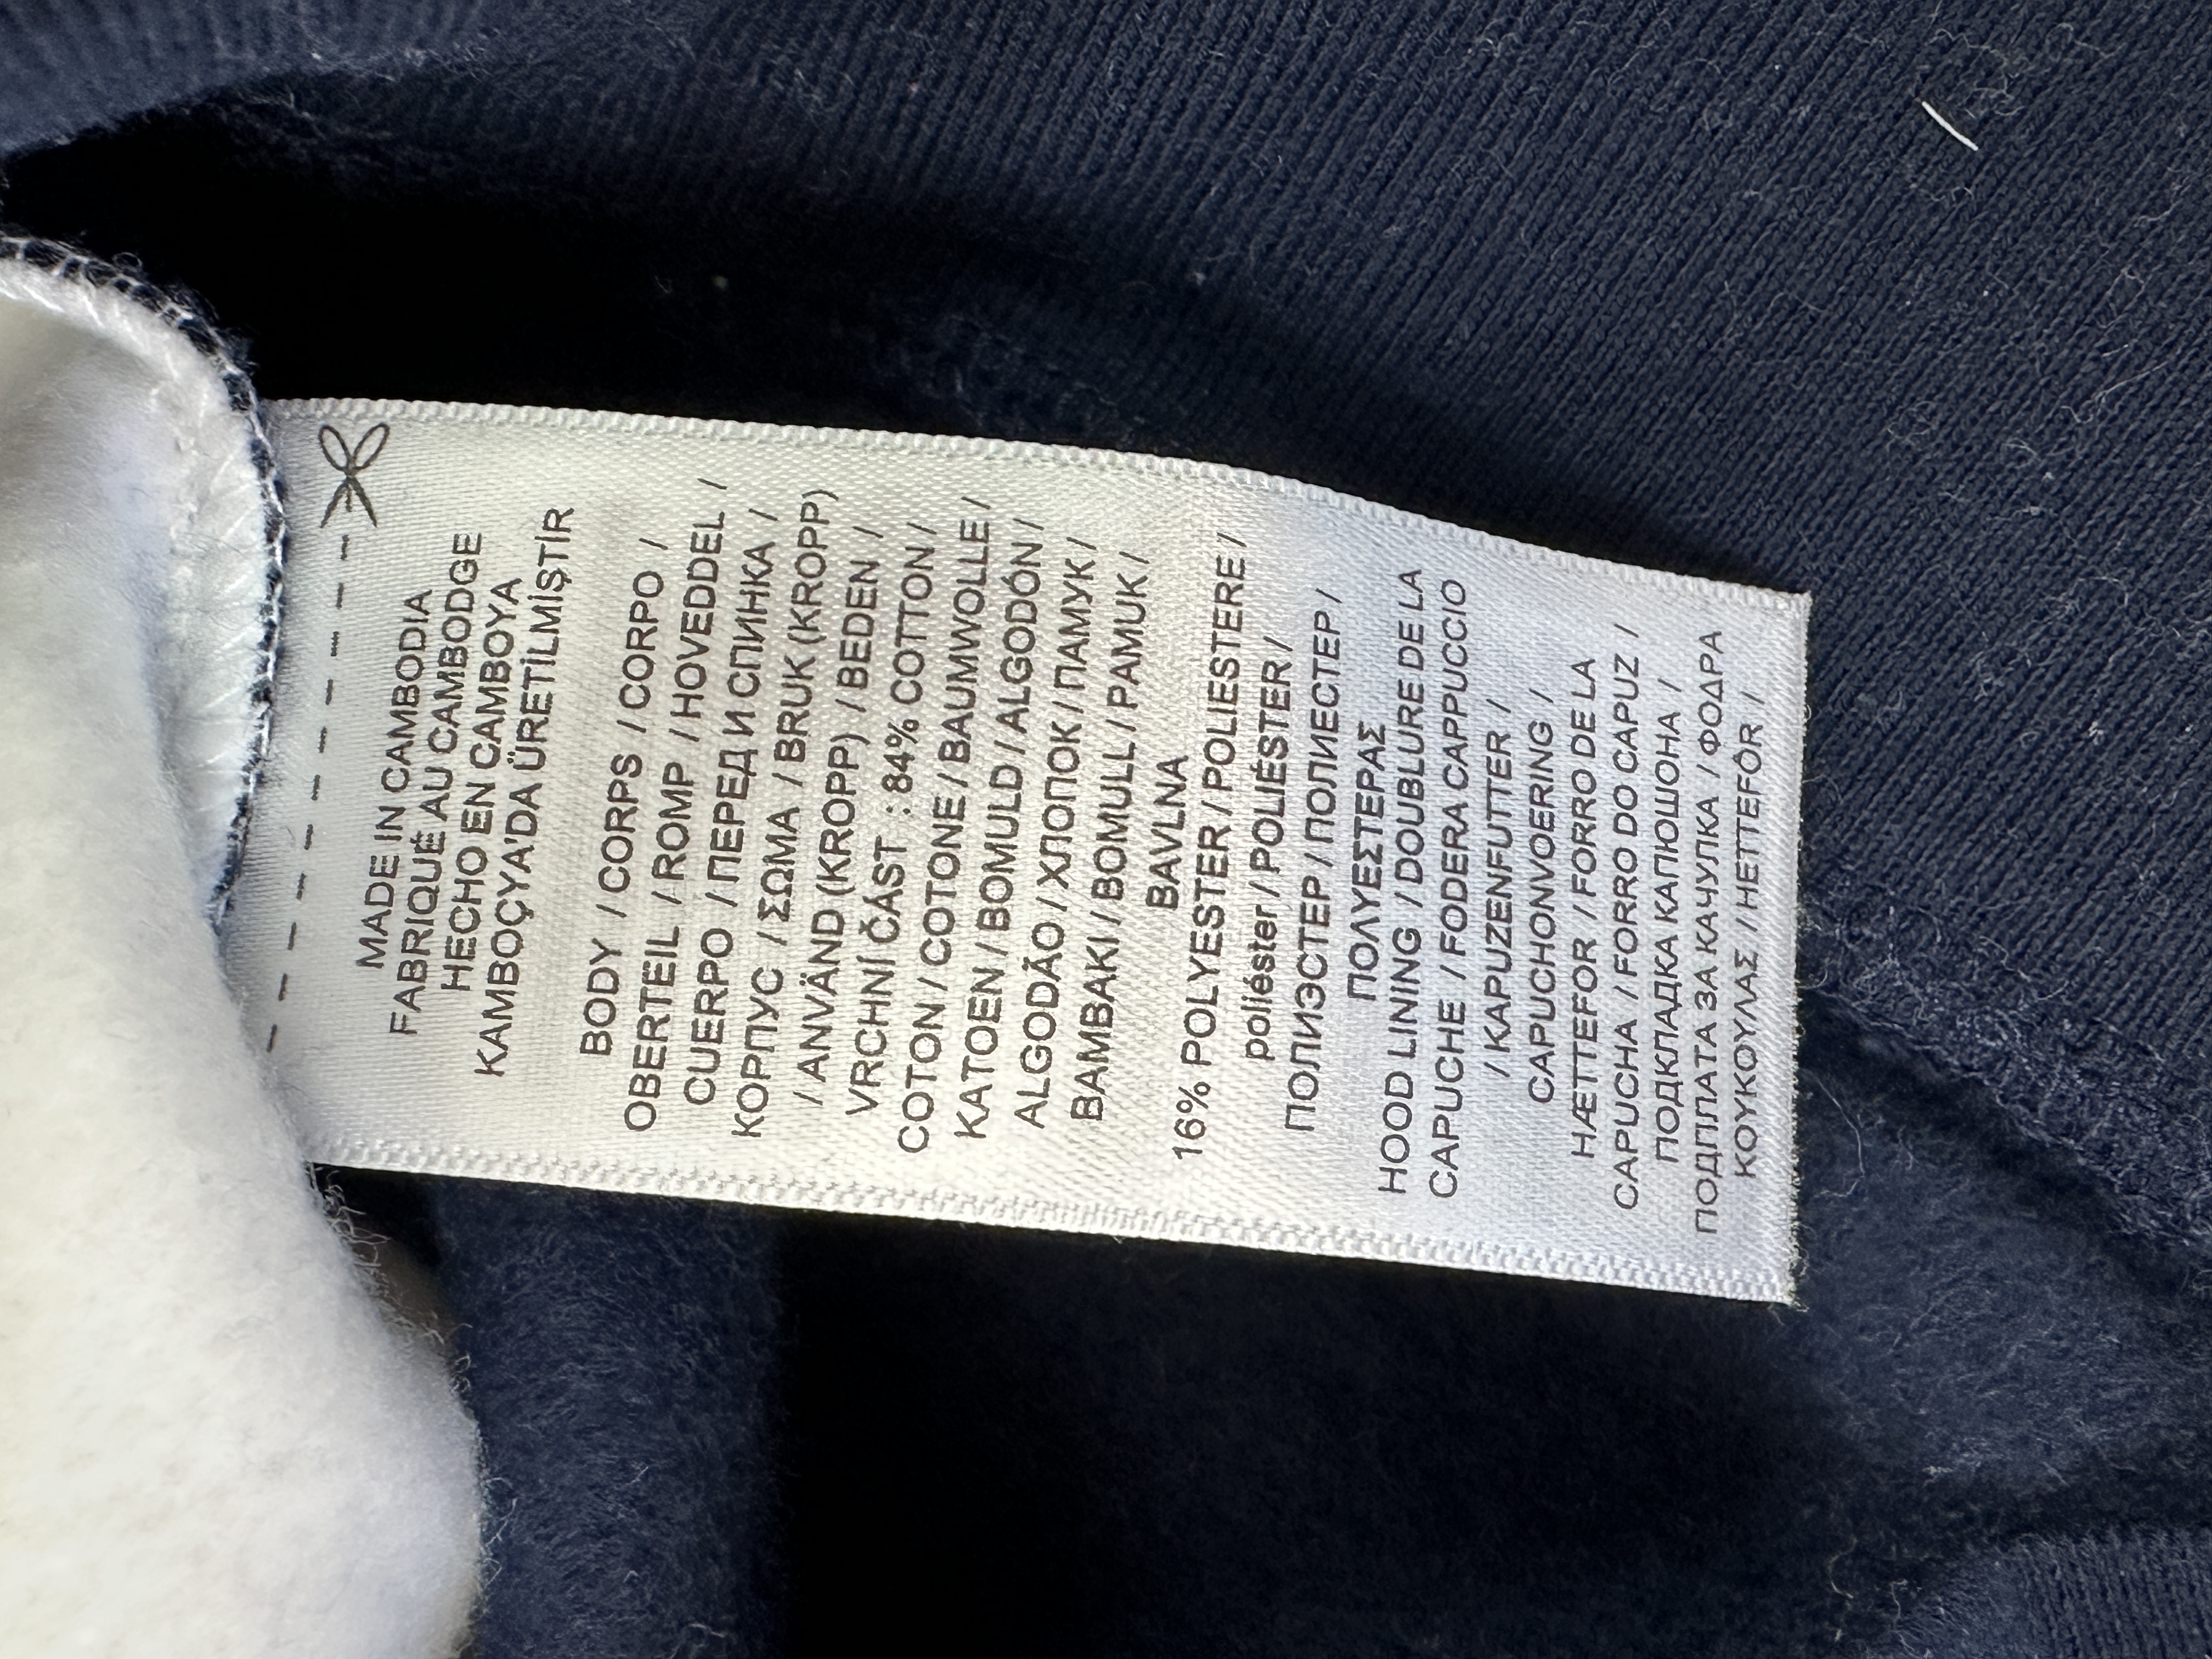 MADE IN CAMBODIA
FABRIQUÉ AU CAMBODGE
HECHO EN CAMBOYA
KAMBOÇYA'DA ÜRETİLMİŞTİR
BODY / CORPS / CORPO /
OBERTEIL / ROMP / HOVEDDEL /
CUERPO / ПЕРЕД И СПИНКА /
КОРПУС / ΣΩΜΑ / BRUK (KROPP)
/ ANVÄND (KROPP) / BEDEN /
VRCHNÍ ČÁST : 84% COTTON /
COTON / COTONE / BAUMWOLLE /
KATOEN / BOMULD / ALGODÓN /
ALGODÃO / ХЛОПОК / ПАМУК /
BAMBAKI / BOMULL / PAMUK /
BAVLNA
16% POLYESTER / POLIESTERE /
poliéster / POLIÉSTER /
ПОЛИЭСТЕР / ПОЛИЕСТЕР /
ΠΟΛΥΕΣΤΕΡΑΣ
HOOD LINING / DOUBLURE DE LA
CAPUCHE / FODERA CAPPUCCIO
/ KAPUZENFUTTER /
CAPUCHONVOERING /
HÆTTEFOR / FORRO DE LA
CAPUCHA / FORRO DO CAPUZ /
ПОДКЛАДКА КАПЮШОНА /
ПОДПЛАТА ЗА КАЧУЛКА / ΦΟΔΡΑ
ΚΟΥΚΟΥΛΑΣ / HETTEFÔR /